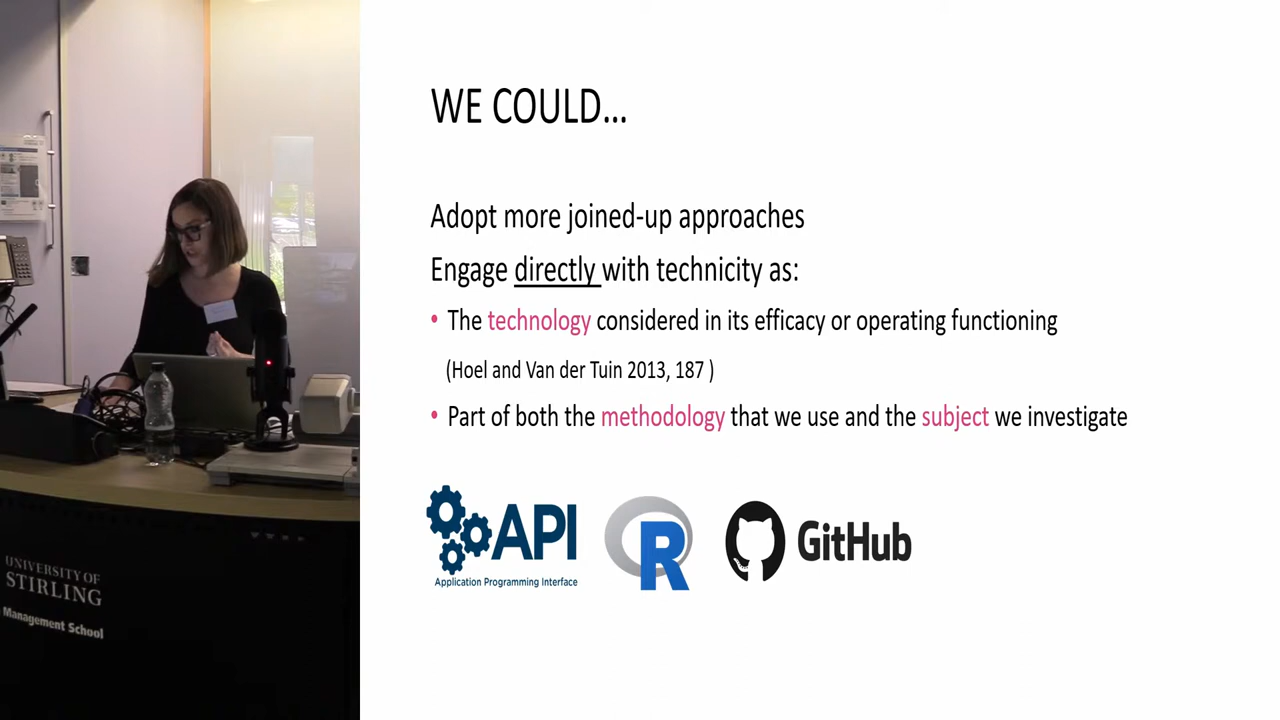 WE COULD...
Adopt more joined-up approaches
Engage directly with technicity as:
• The technology considered in its efficacy or operating functioning
(Hoel and Van der Tuin 2013, 187 )
• Part of both the methodology that we use and the subject we investigate
API
Application Programming Interface
R
GitHub
UNIVERSITY OF
STIRLING
Management School